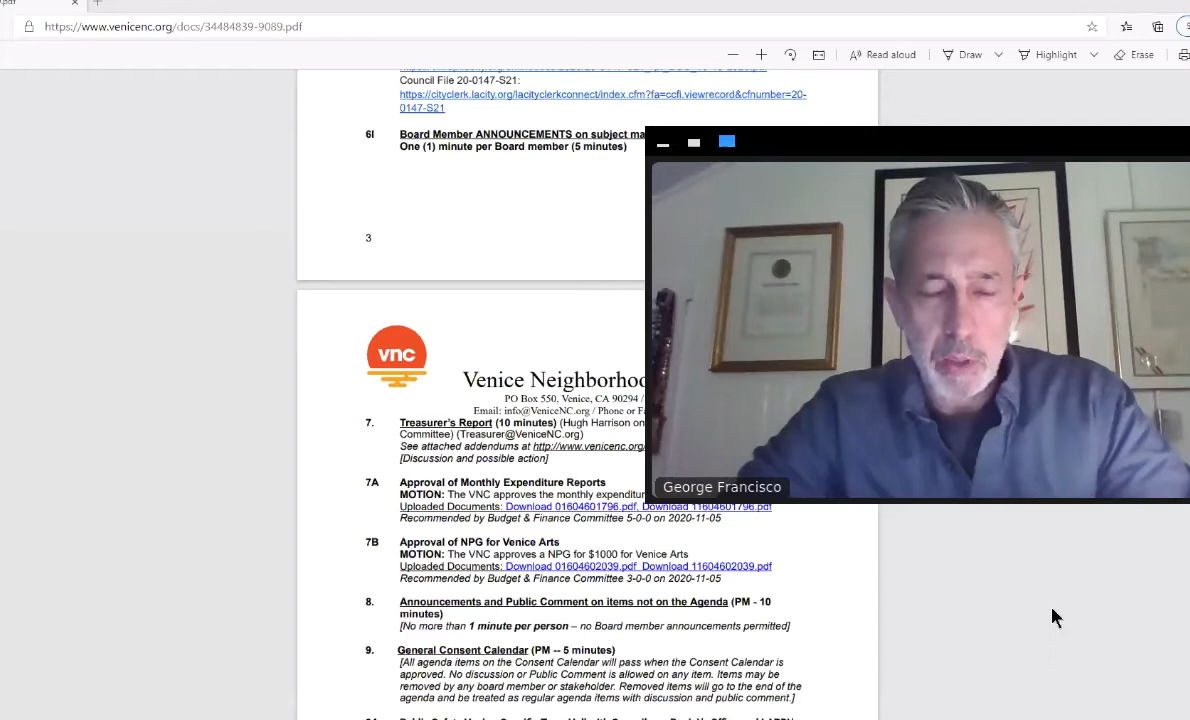 .pdf
https://www.venicenc.org/docs/34484839-9089.pdf
Read aloud
Draw
Highlight
Erase
Council File 20-0147-S21:
https://cityclerk.lacity.org/lacityclerkconnect/index.cfm?fa=ccfi.viewrecord&cfnumber=20-
0147-S21
6I Board Member ANNOUNCEMENTS on subject ma
One (1) minute per Board member (5 minutes)
3
vnc
Venice Neighborhoo
PO Box 550, Venice, CA 90294 /
Email: info@VeniceNC.org / Phone or Fa
7. Treasurer's Report (10 minutes) (Hugh Harrison on
Committee) (Treasurer@VeniceNC.org)
See attached addendums at http://www.venicenc.org/
[Discussion and possible action]
7A Approval of Monthly Expenditure Reports
MOTION: The VNC approves the monthly expenditur
Uploaded Documents: Download 01604601796.pdf, Download 11604601796.pdf
Recommended by Budget & Finance Committee 5-0-0 on 2020-11-05
7B Approval of NPG for Venice Arts
MOTION: The VNC approves a NPG for $1000 for Venice Arts
Uploaded Documents: Download 01604602039.pdf Download 11604602039.pdf
Recommended by Budget & Finance Committee 3-0-0 on 2020-11-05
8. Announcements and Public Comment on items not on the Agenda (PM - 10
minutes)
[No more than 1 minute per person – no Board member announcements permitted]
9. General Consent Calendar (PM -- 5 minutes)
[All agenda items on the Consent Calendar will pass when the Consent Calendar is
approved. No discussion or Public Comment is allowed on any item. Items may be
removed by any board member or stakeholder. Removed items will go to the end of the
agenda and be treated as regular agenda items with discussion and public comment.]
George Francisco